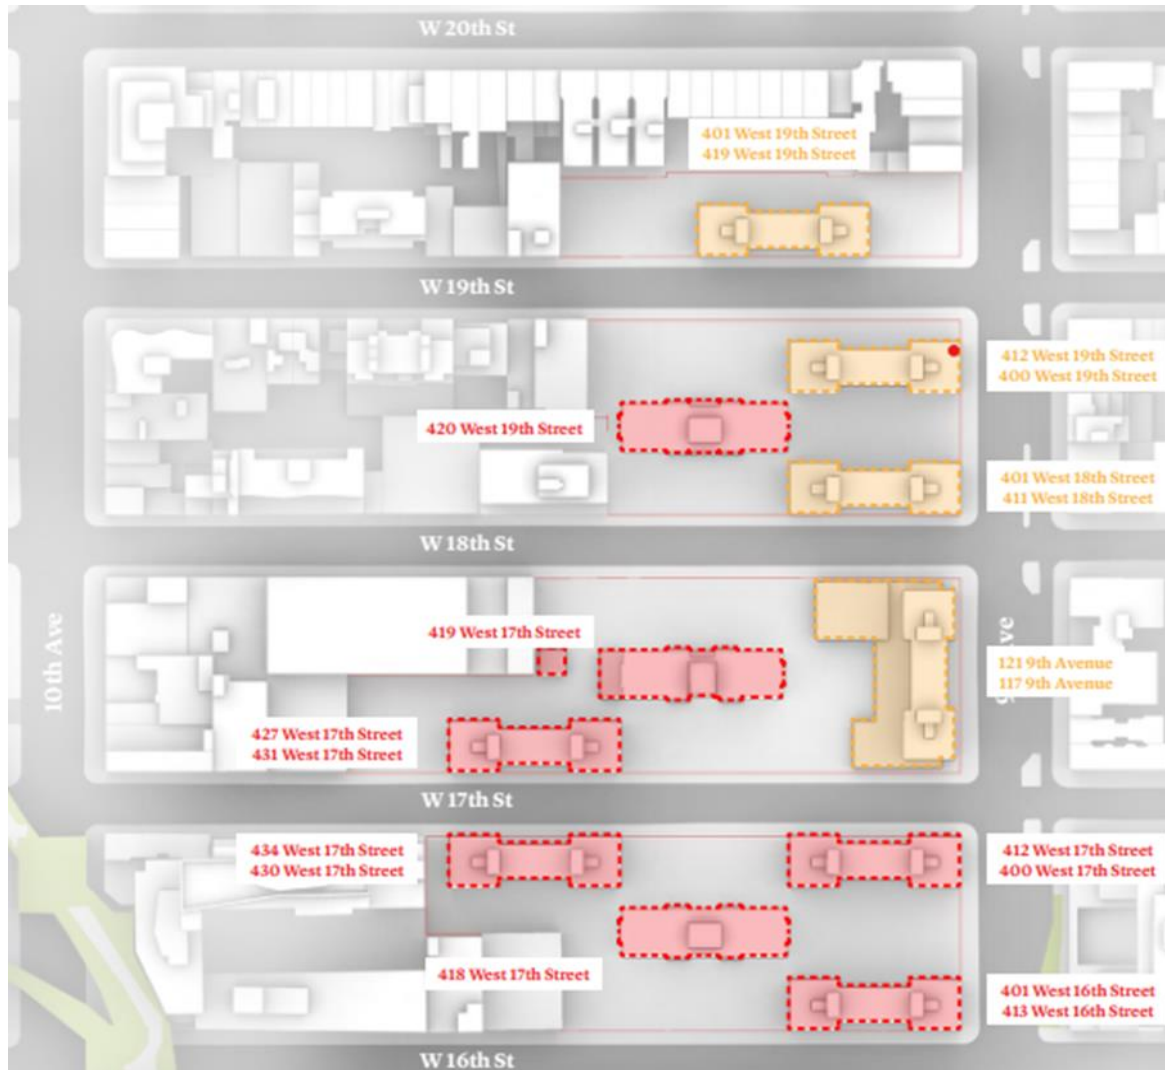 W 20th St
401 West 19th Street
419 West 19th Street
W 19th St
412 West 19th Street
400 West 19th Street
420 West 19th Street
401 West 18th Street
411 West 18th Street
W 18th St
10th Ave
419 West 17th Street
121 9th Avenue
117 9th Avenue
427 West 17th Street
431 West 17th Street
W 17th St
434 West 17th Street
430 West 17th Street
412 West 17th Street
400 West 17th Street
418 West 17th Street
401 West 16th Street
413 West 16th Street
W 16th St